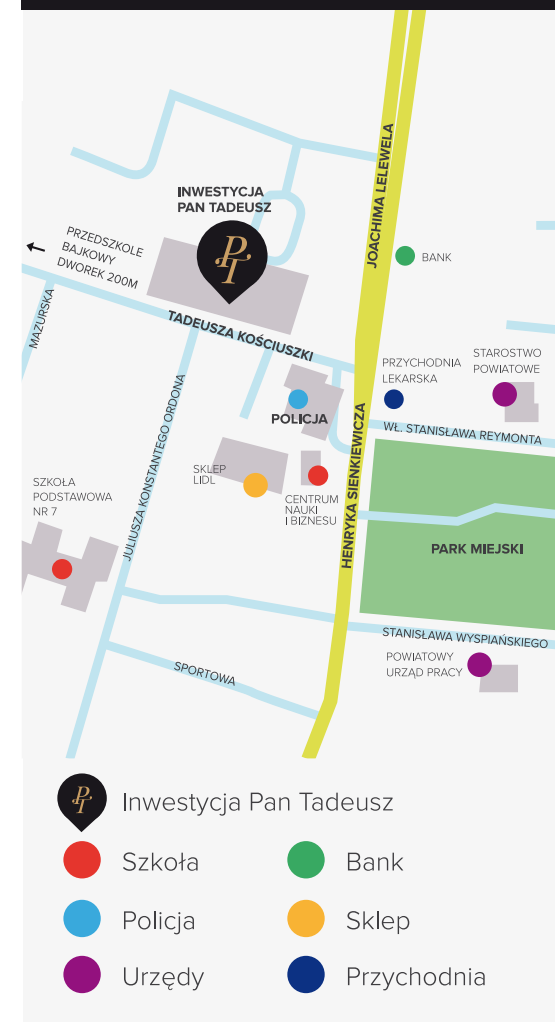 JOACHIMA LELEWELA
INWESTYCJA
PAN TADEUSZ
PT
PRZEDSZKOLE
BAJKOWY
DWOREK 200M
BANK
MAZURSKA
TADEUSZA KOŚCIUSZKI
PRZYCHODNIA
LEKARSKA
STAROSTWO
POWIATOWE
POLICJA
WŁ. STANISŁAWA REYMONTA
JULIUSZA KONSTANTEGO ORDONA
HENRYKA SIENKIEWICZA
SKLEP
LIDL
SZKOŁA
PODSTAWOWA
NR 7
CENTRUM
NAUKI
I BIZNESU
PARK MIEJSKI
STANISŁAWA WYSPIAŃSKIEGO
POWIATOWY
URZĄD PRACY
SPORTOWA
PT
Inwestycja Pan Tadeusz
Szkoła
Bank
Policja
Sklep
Urzędy
Przychodnia